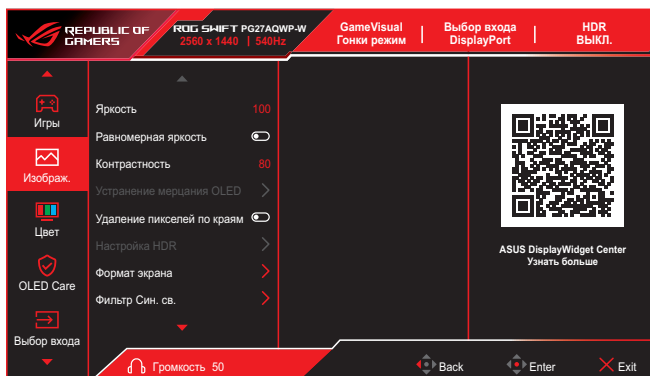 REPUBLIC OF
GAMERS
ROG SWIFT PG27AQWP-W
2560 x 1440 | 540Hz
GameVisual
Гонки режим
Выбор входа
DisplayPort
HDR
ВЫКЛ.
Игры
Изображ.
Цвет
OLED Care
Выбор входа
Яркость 100
Равномерная яркость
Контрастность 80
Устранение мерцания OLED
Удаление пикселей по краям
Настройка HDR
Формат экрана
Фильтр Син. св.
ASUS DisplayWidget Center
Узнать больше
Громкость 50
Back
Enter
Exit